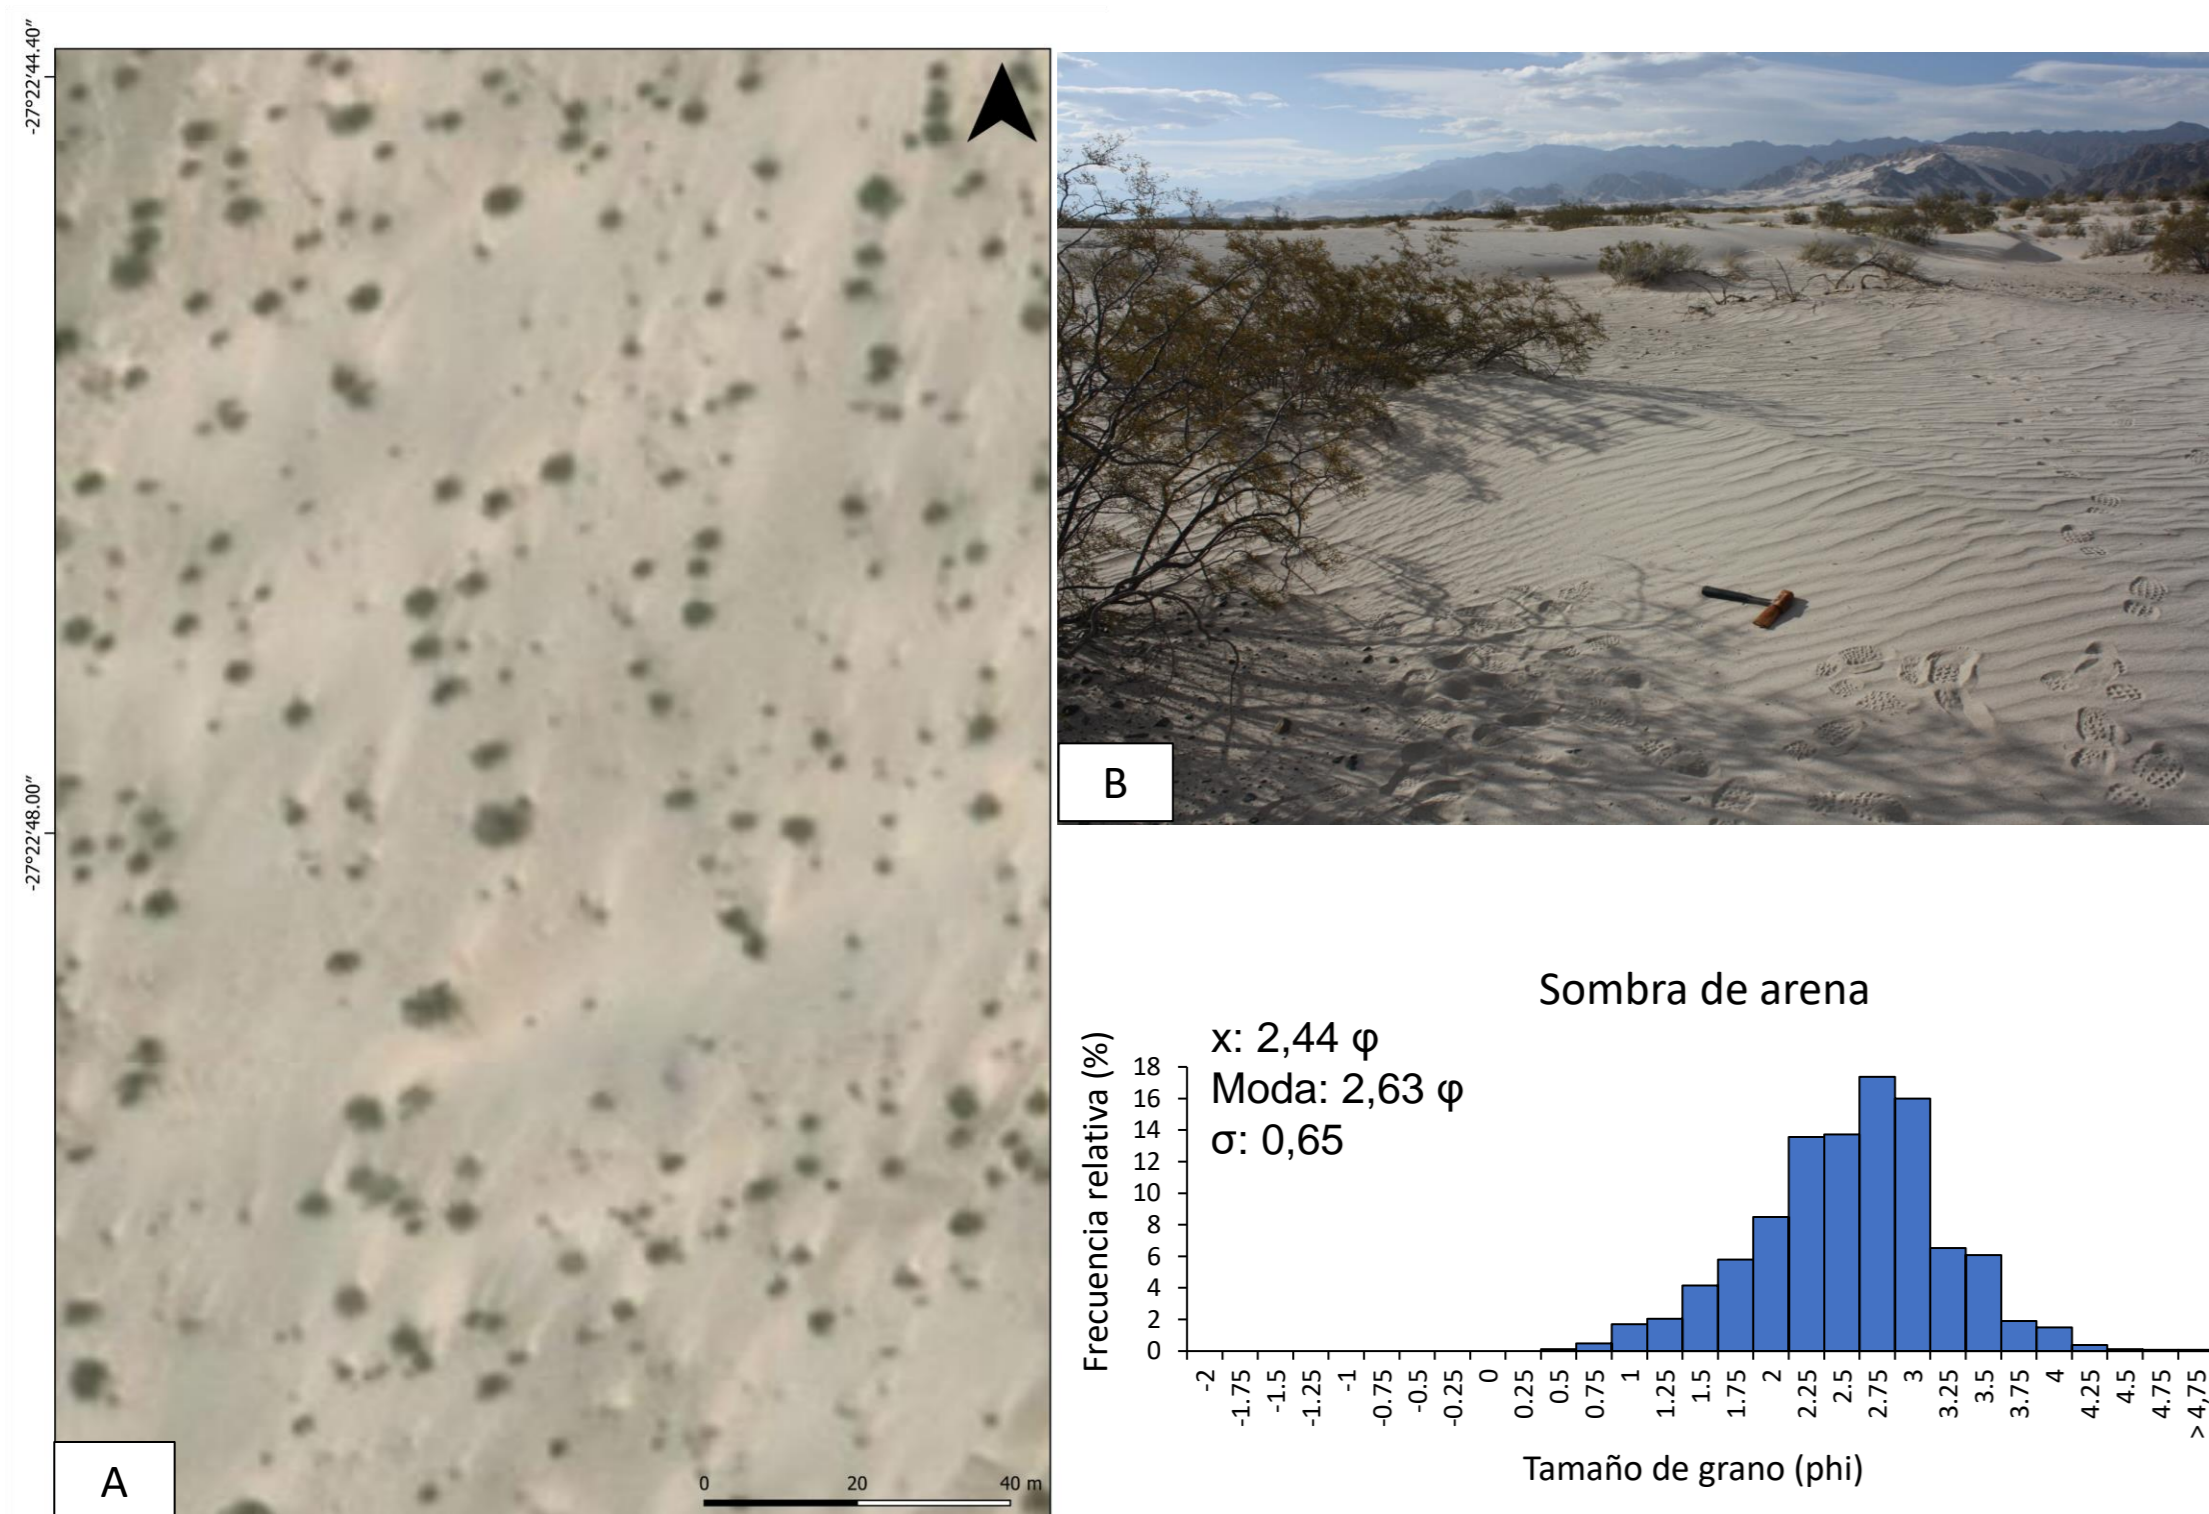 -27°22'44.40"
-27°22'48.00"
A
0 20 40 m
B
Sombra de arena
x: 2,44 φ
Moda: 2,63 φ
σ: 0,65
Frecuencia relativa (%)
18
16
14
12
10
8
6
4
2
0
-2 -1.75 -1.5 -1.25 -1 -0.75 -0.5 -0.25 0 0.25 0.5 0.75 1 1.25 1.5 1.75 2 2.25 2.5 2.75 3 3.25 3.5 3.75 4 4.25 4.5 4.75 > 4,75
Tamaño de grano (phi)